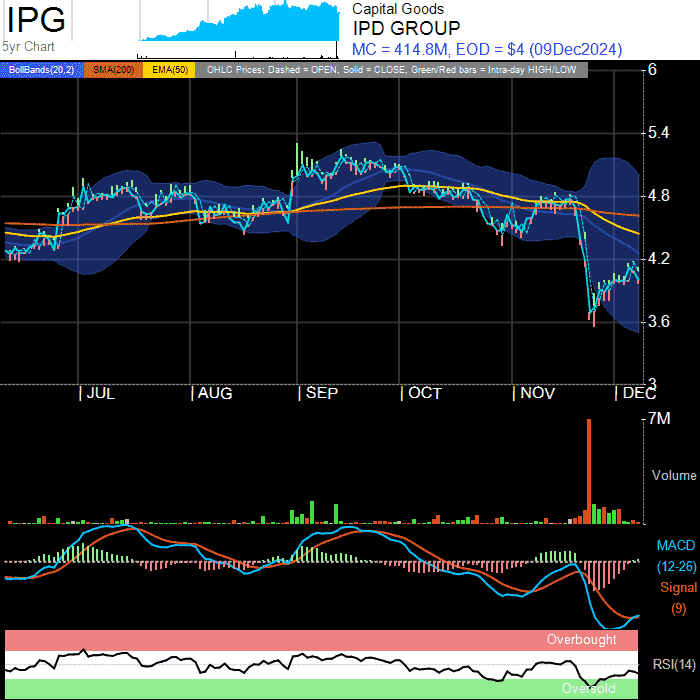 IPG
5yr Chart
Capital Goods
IPD GROUP
MC = 414.8M, EOD = $4 (09Dec2024)
BollBands(20,2) SMA(200) EMA(50) OHLC Prices: Dashed = OPEN, Solid = CLOSE, Green/Red bars = Intra-day HIGH/LOW
6
5.4
4.8
4.2
3.6
3
| JUL | AUG | SEP | OCT | NOV | DEC
7M
Volume
MACD
(12-26)
Signal
(9)
Overbought
RSI(14)
Oversold